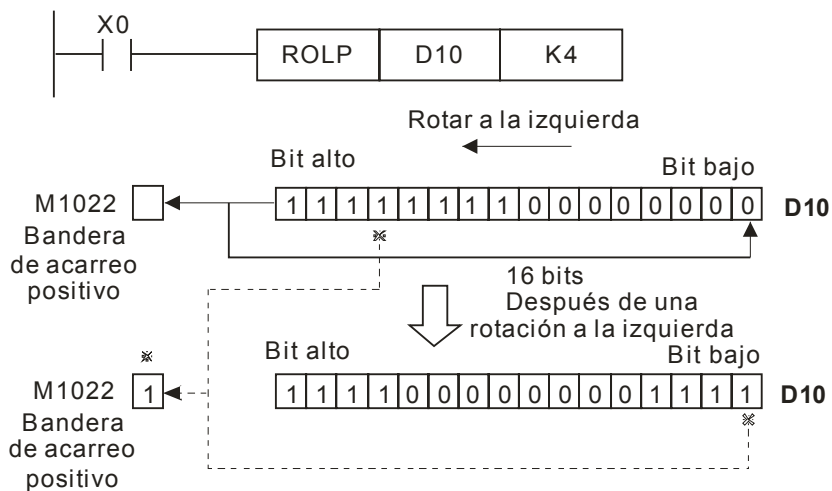 X0
ROLP D10 K4
Rotar a la izquierda
Bit alto Bit bajo
M1022 1 1 1 1 1 1 1 1 0 0 0 0 0 0 0 0 D10
Bandera
de acarreo
positivo
※
16 bits
Después de una
rotación a la izquierda
※
Bit alto Bit bajo
M1022 1 1 1 1 1 0 0 0 0 0 0 0 0 1 1 1 1 D10
※
Bandera
de acarreo
positivo